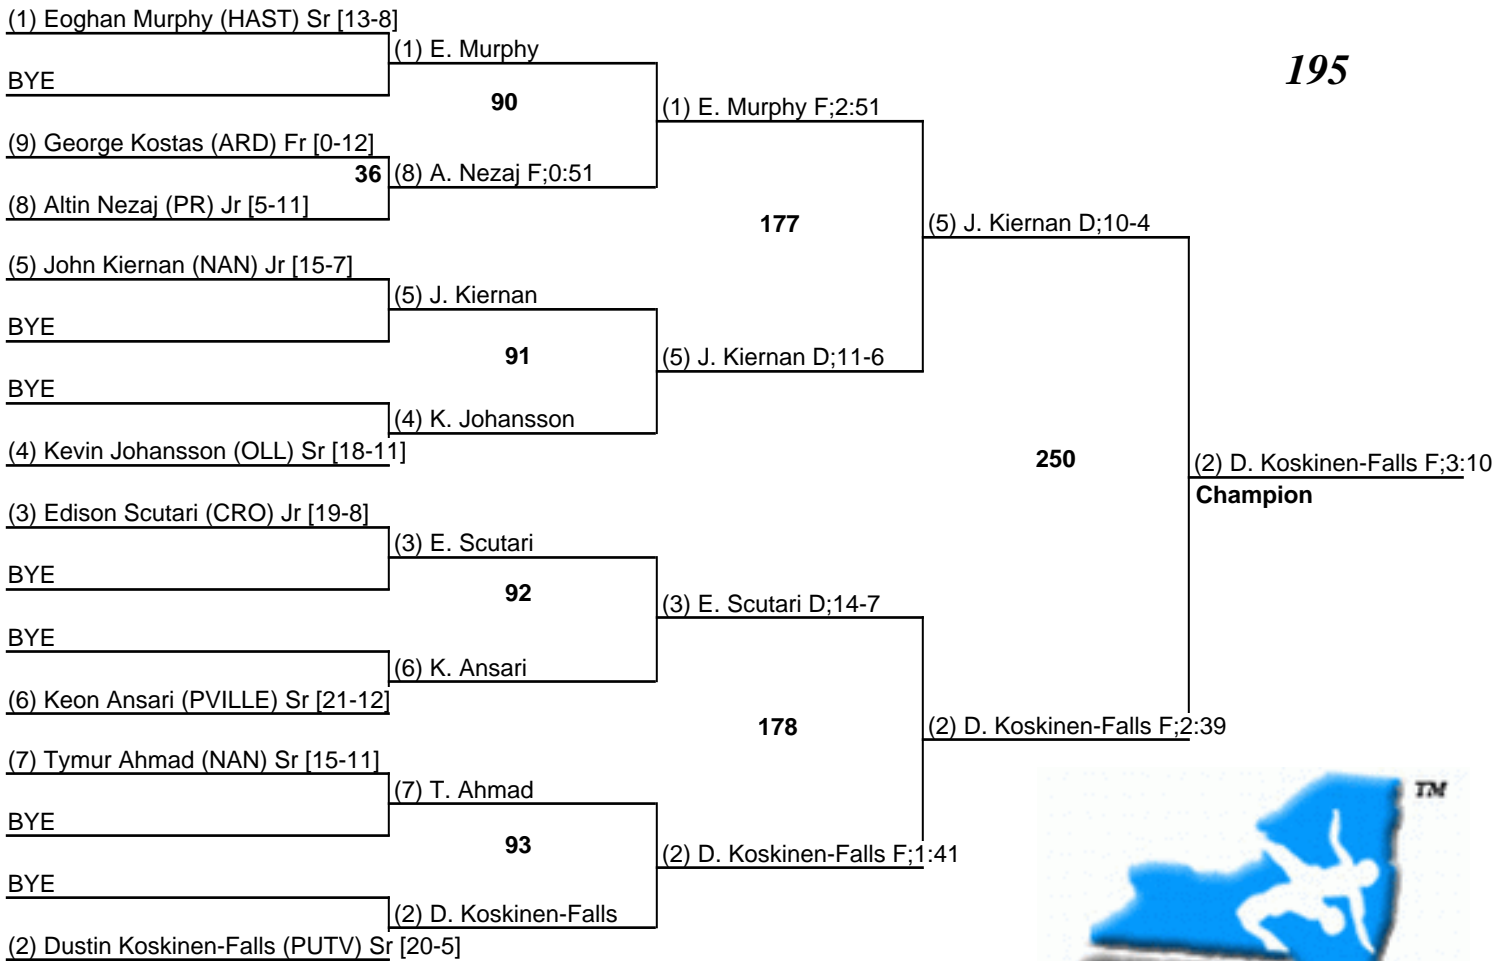 (1) Eoghan Murphy (HAST) Sr [13-8]
BYE
(9) George Kostas (ARD) Fr [0-12]
36
(8) Altin Nezaj (PR) Jr [5-11]
(5) John Kiernan (NAN) Jr [15-7]
BYE
BYE
(4) Kevin Johansson (OLL) Sr [18-11]
(3) Edison Scutari (CRO) Jr [19-8]
BYE
BYE
(6) Keon Ansari (PVILLE) Sr [21-12]
(7) Tymur Ahmad (NAN) Sr [15-11]
BYE
BYE
(2) Dustin Koskinen-Falls (PUTV) Sr [20-5]
(1) E. Murphy
90
(8) A. Nezaj F;0:51
(5) J. Kiernan
91
(4) K. Johansson
(3) E. Scutari
92
(6) K. Ansari
(7) T. Ahmad
93
(2) D. Koskinen-Falls
(1) E. Murphy F;2:51
177
(5) J. Kiernan D;11-6
(3) E. Scutari D;14-7
178
(2) D. Koskinen-Falls F;1:41
(5) J. Kiernan D;10-4
250
(2) D. Koskinen-Falls F;2:39
(2) D. Koskinen-Falls F;3:10
Champion
195
TM